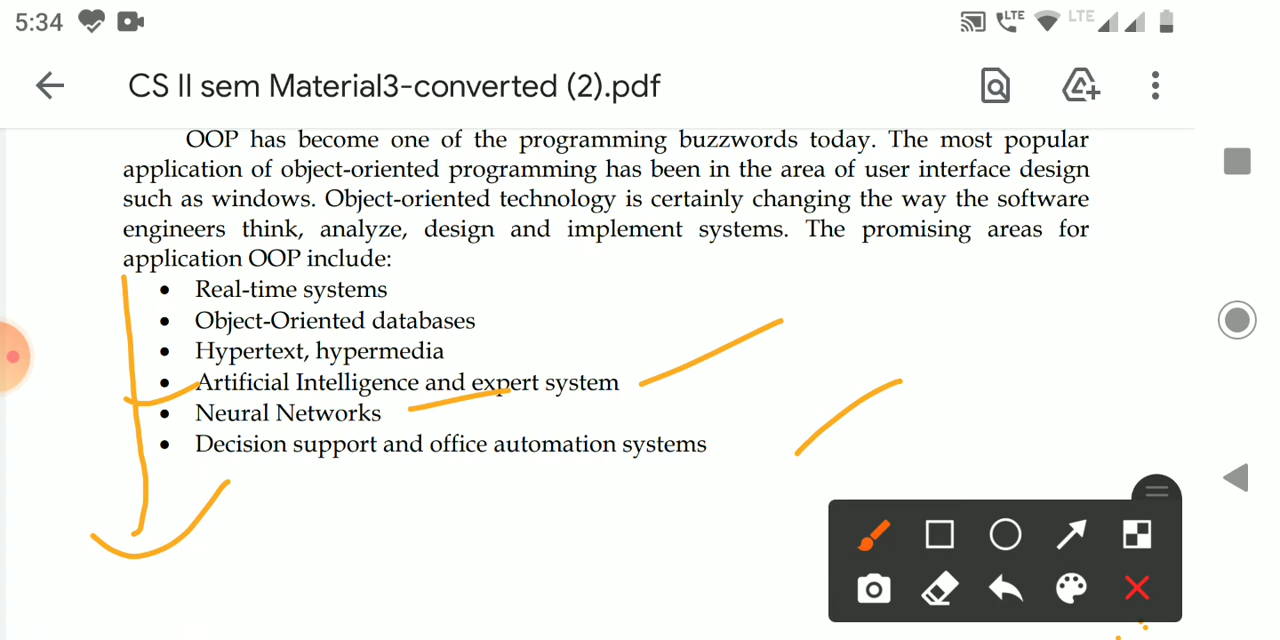 5:34 LTE LTE
CS II sem Material3-converted (2).pdf
OOP has become one of the programming buzzwords today. The most popular
application of object-oriented programming has been in the area of user interface design
such as windows. Object-oriented technology is certainly changing the way the software
engineers think, analyze, design and implement systems. The promising areas for
application OOP include:
• Real-time systems
• Object-Oriented databases
• Hypertext, hypermedia
• Artificial Intelligence and expert system
• Neural Networks
• Decision support and office automation systems